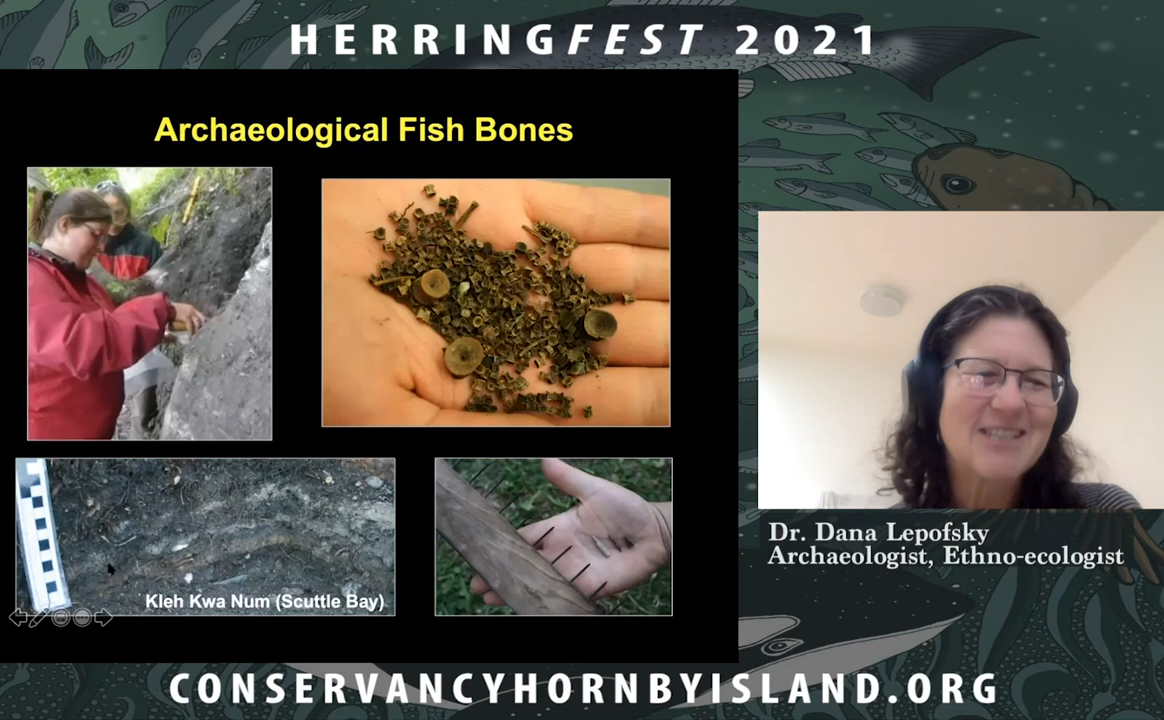 HERRINGFEST 2021
Archaeological Fish Bones
Kleh Kwa Num (Scuttle Bay)
Dr. Dana Lepofsky
Archaeologist, Ethno-ecologist
CONSERVANCYHORNBYISLAND.ORG